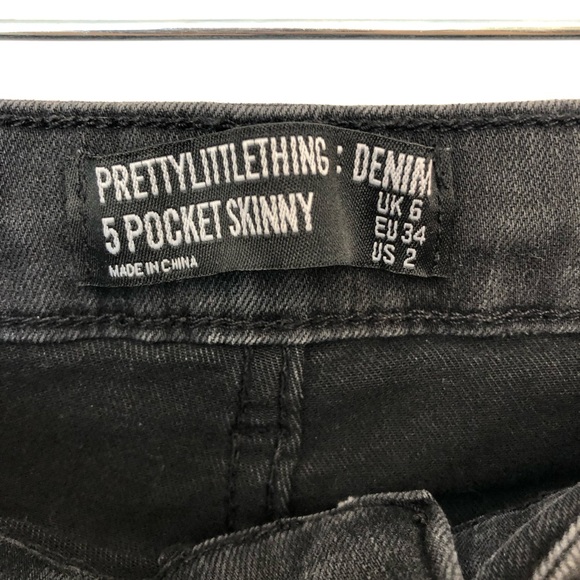 PRETTYLITTLETHING : DENIM
5 POCKET SKINNY
UK 6
EU 34
MADE IN CHINA
US 2